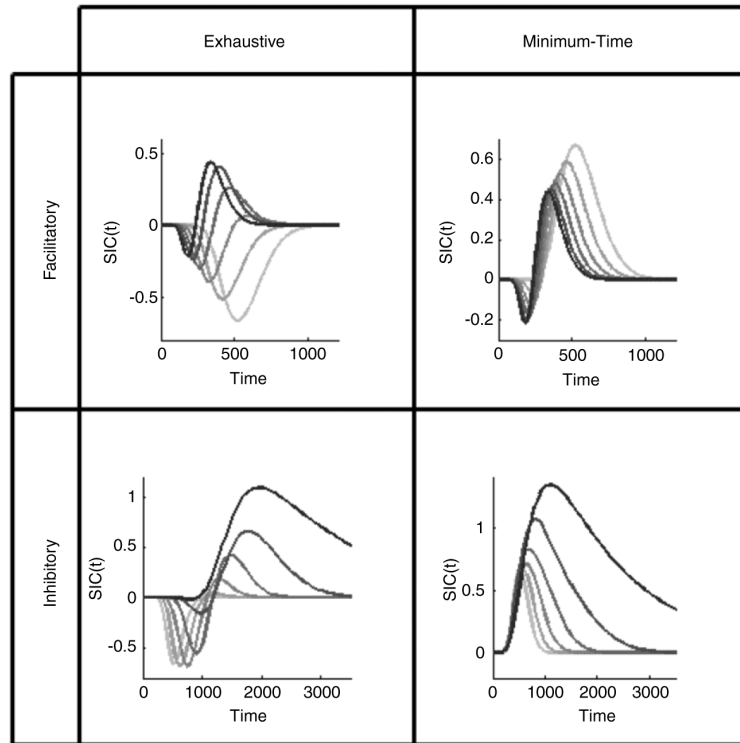 Exhaustive
Minimum-Time
Facilitatory
0.5
0
-0.5
SIC(t)
0
500
1000
Time
0.6
0.4
0.2
0
-0.2
SIC(t)
0
500
1000
Time
Inhibitory
1
0.5
0
-0.5
SIC(t)
0
1000
2000
3000
Time
1
0.5
0
SIC(t)
0
1000
2000
3000
Time